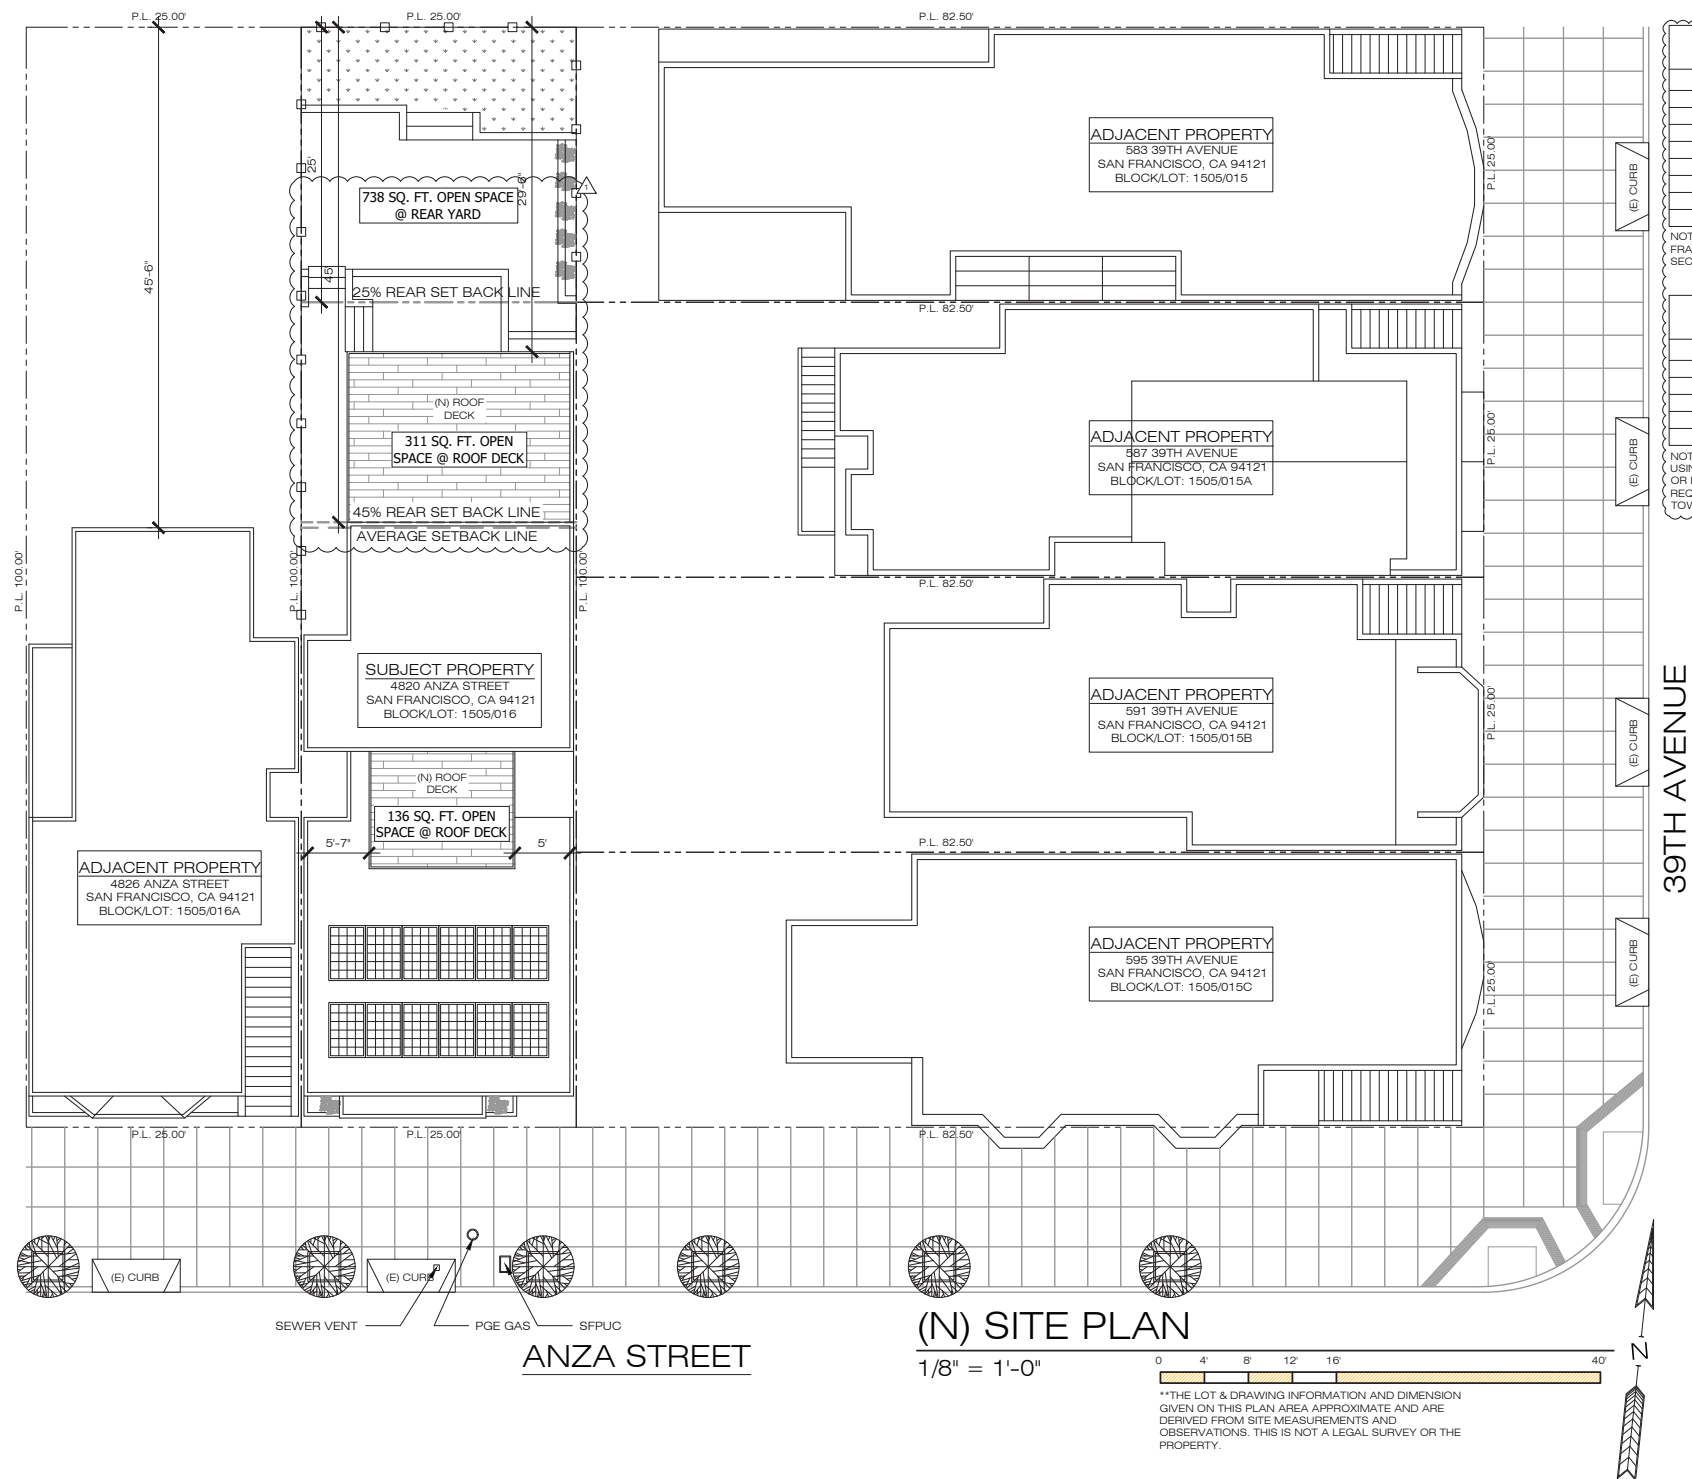 P.L. 25.00'
P.L. 25.00'
P.L. 82.50'
45'-6"
25'
45'
29'-6"
1
738 SQ. FT. OPEN SPACE
@ REAR YARD
25% REAR SET BACK LINE
(N) ROOF
DECK
311 SQ. FT. OPEN
SPACE @ ROOF DECK
45% REAR SET BACK LINE
AVERAGE SETBACK LINE
P.L. 100.00'
P.L. 100.00'
P.L. 100.00'
SUBJECT PROPERTY
4820 ANZA STREET
SAN FRANCISCO, CA 94121
BLOCK/LOT: 1505/016
(N) ROOF
DECK
136 SQ. FT. OPEN
SPACE @ ROOF DECK
5'-7"
5'
ADJACENT PROPERTY
4826 ANZA STREET
SAN FRANCISCO, CA 94121
BLOCK/LOT: 1505/016A
ADJACENT PROPERTY
583 39TH AVENUE
SAN FRANCISCO, CA 94121
BLOCK/LOT: 1505/015
P.L. 25.00'
(E) CURB
P.L. 82.50'
ADJACENT PROPERTY
587 39TH AVENUE
SAN FRANCISCO, CA 94121
BLOCK/LOT: 1505/015A
P.L. 25.00'
(E) CURB
P.L. 82.50'
ADJACENT PROPERTY
591 39TH AVENUE
SAN FRANCISCO, CA 94121
BLOCK/LOT: 1505/015B
P.L. 25.00'
(E) CURB
P.L. 82.50'
ADJACENT PROPERTY
595 39TH AVENUE
SAN FRANCISCO, CA 94121
BLOCK/LOT: 1505/015C
P.L. 25.00'
(E) CURB
39TH AVENUE
NOT
FRA
SEC
NOT
USIN
REQ
TOW
P.L. 25.00'
P.L. 25.00'
P.L. 82.50'
(E) CURB
(E) CURB
SEWER VENT
PGE GAS
SFPUC
ANZA STREET
(N) SITE PLAN
1/8" = 1'-0"
0 4' 8' 12' 16' 40'
**THE LOT & DRAWING INFORMATION AND DIMENSION
GIVEN ON THIS PLAN AREA APPROXIMATE AND ARE
DERIVED FROM SITE MEASUREMENTS AND
OBSERVATIONS. THIS IS NOT A LEGAL SURVEY OR THE
PROPERTY.
N